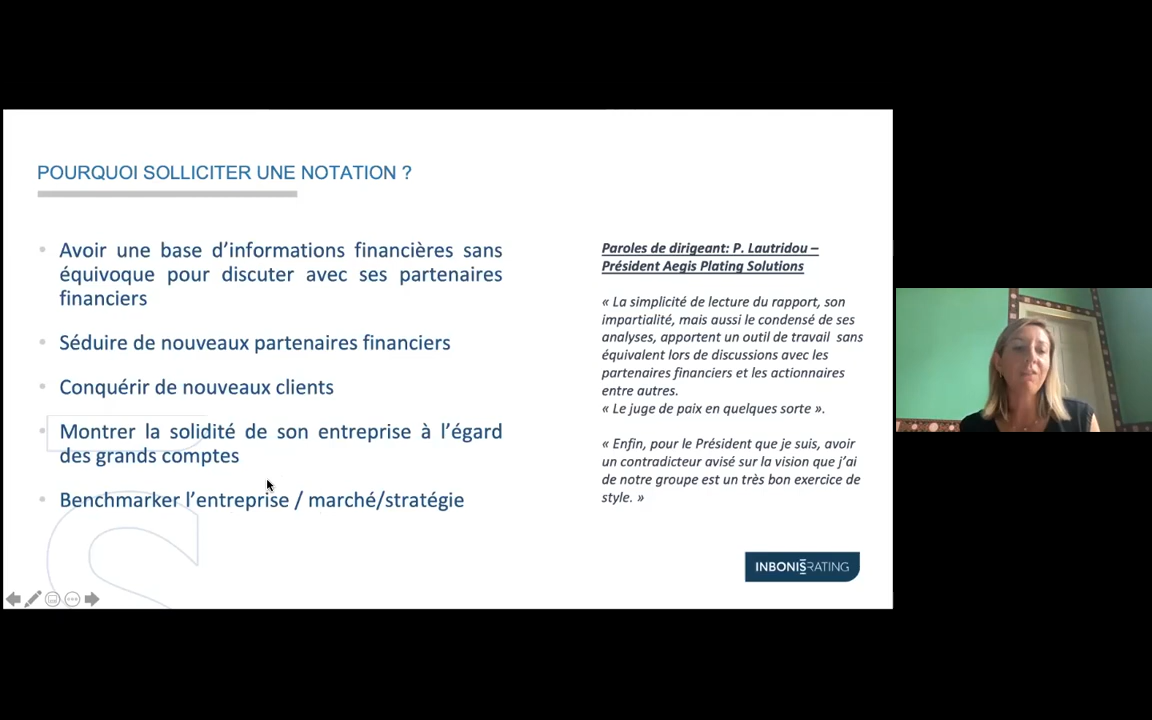 POURQUOI SOLLICITER UNE NOTATION ?
• Avoir une base d’informations financières sans
équivoque pour discuter avec ses partenaires
financiers
• Séduire de nouveaux partenaires financiers
• Conquérir de nouveaux clients
• Montrer la solidité de son entreprise à l’égard
des grands comptes
• Benchmarker l’entreprise / marché/stratégie
Paroles de dirigeant: P. Lautridou –
Président Aegis Plating Solutions
« La simplicité de lecture du rapport, son
impartialité, mais aussi le condensé de ses
analyses, apportent un outil de travail sans
équivalent lors de discussions avec les
partenaires financiers et les actionnaires
entre autres.
« Le juge de paix en quelques sorte ».
« Enfin, pour le Président que je suis, avoir
un contradicteur avisé sur la vision que j’ai
de notre groupe est un très bon exercice de
style. »
INBONISRATING